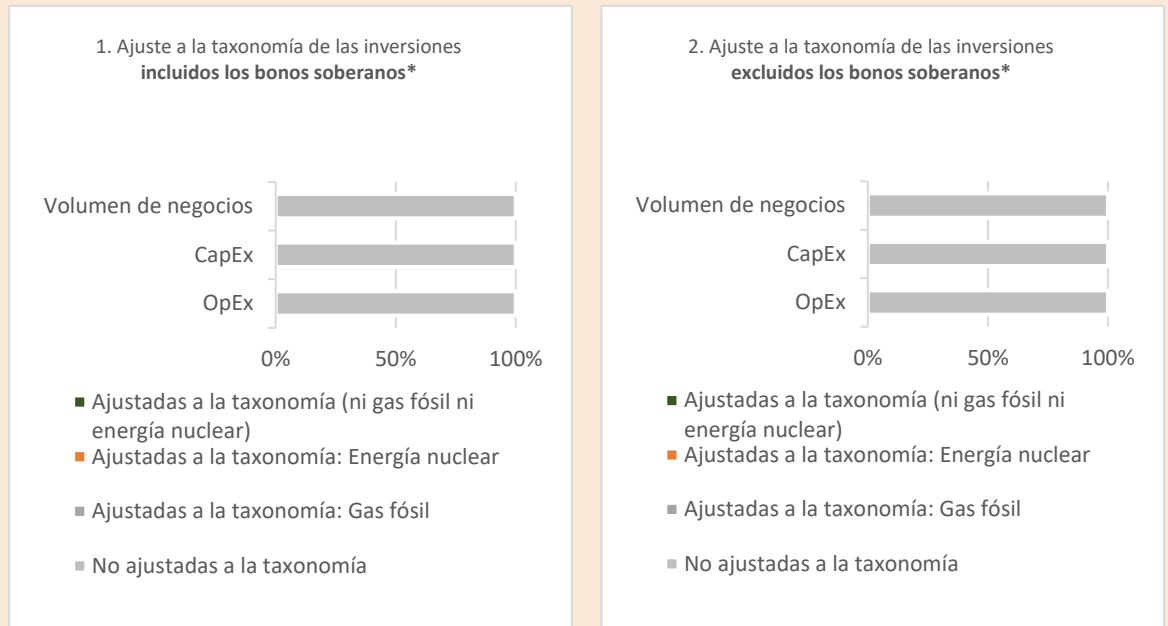 1. Ajuste a la taxonomía de las inversiones
incluidos los bonos soberanos*
Volumen de negocios
CapEx
OpEx
0% 50% 100%
Ajustadas a la taxonomía (ni gas fósil ni
energía nuclear)
Ajustadas a la taxonomía: Energía nuclear
Ajustadas a la taxonomía: Gas fósil
No ajustadas a la taxonomía
2. Ajuste a la taxonomía de las inversiones
excluidos los bonos soberanos*
Volumen de negocios
CapEx
OpEx
0% 50% 100%
Ajustadas a la taxonomía (ni gas fósil ni
energía nuclear)
Ajustadas a la taxonomía: Energía nuclear
Ajustadas a la taxonomía: Gas fósil
No ajustadas a la taxonomía